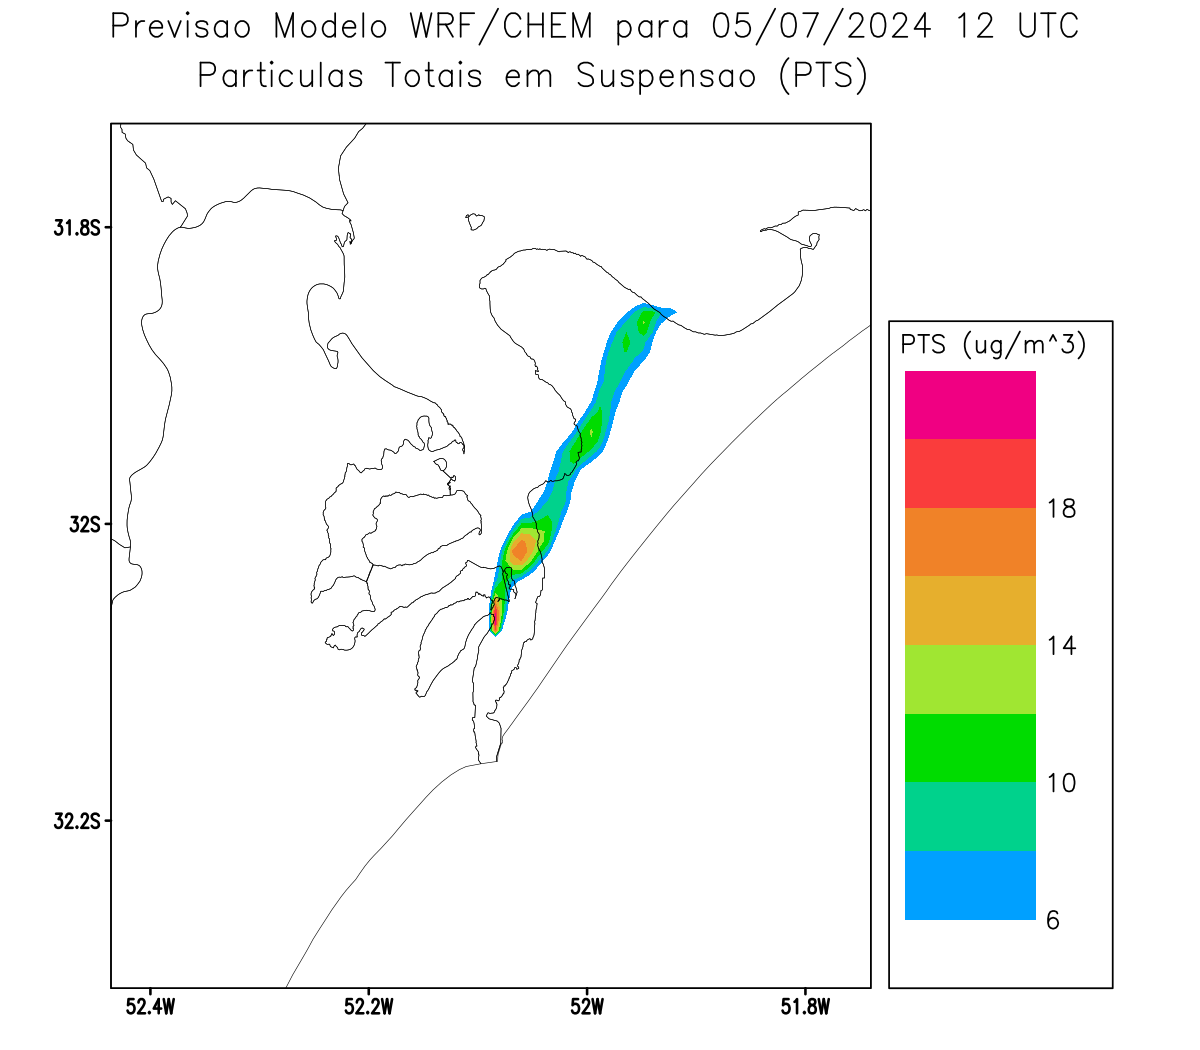 Previsao Modelo WRF/CHEM para 05/07/2024 12 UTC
Particulas Totais em Suspensao (PTS)
31.8S
32S
32.2S
52.4W 52.2W 52W 51.8W
PTS (ug/m^3)
18
14
10
6